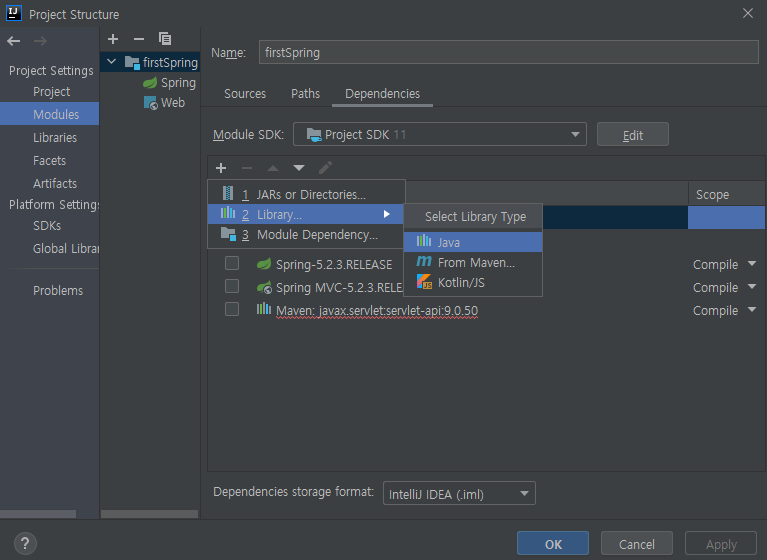 Project Structure
Project Settings
Project
Modules
Libraries
Facets
Artifacts
Platform Settings
SDKs
Global Librar
Problems
firstSpring
Spring
Web
Name: firstSpring
Sources Paths Dependencies
Module SDK: Project SDK 11 Edit
Scope
1 JARs or Directories...
2 Library...
3 Module Dependency...
Select Library Type
Java
From Maven...
Kotlin/JS
Spring-5.2.3.RELEASE Compile
Spring MVC-5.2.3.RELE Compile
Maven: javax.servlet:servlet-api:9.0.50 Compile
Dependencies storage format: IntelliJ IDEA (.iml)
? OK Cancel Apply